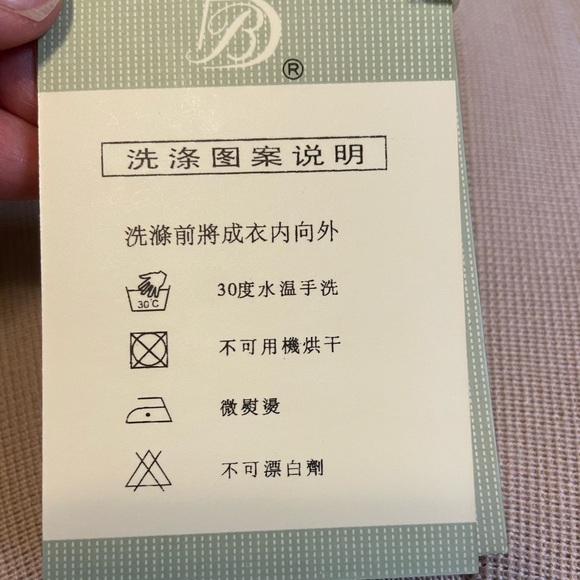 B
®
洗涤图案说明
洗滌前將成衣内向外
30°C
30度水温手洗
不可用機烘干
微熨燙
不可漂白劑